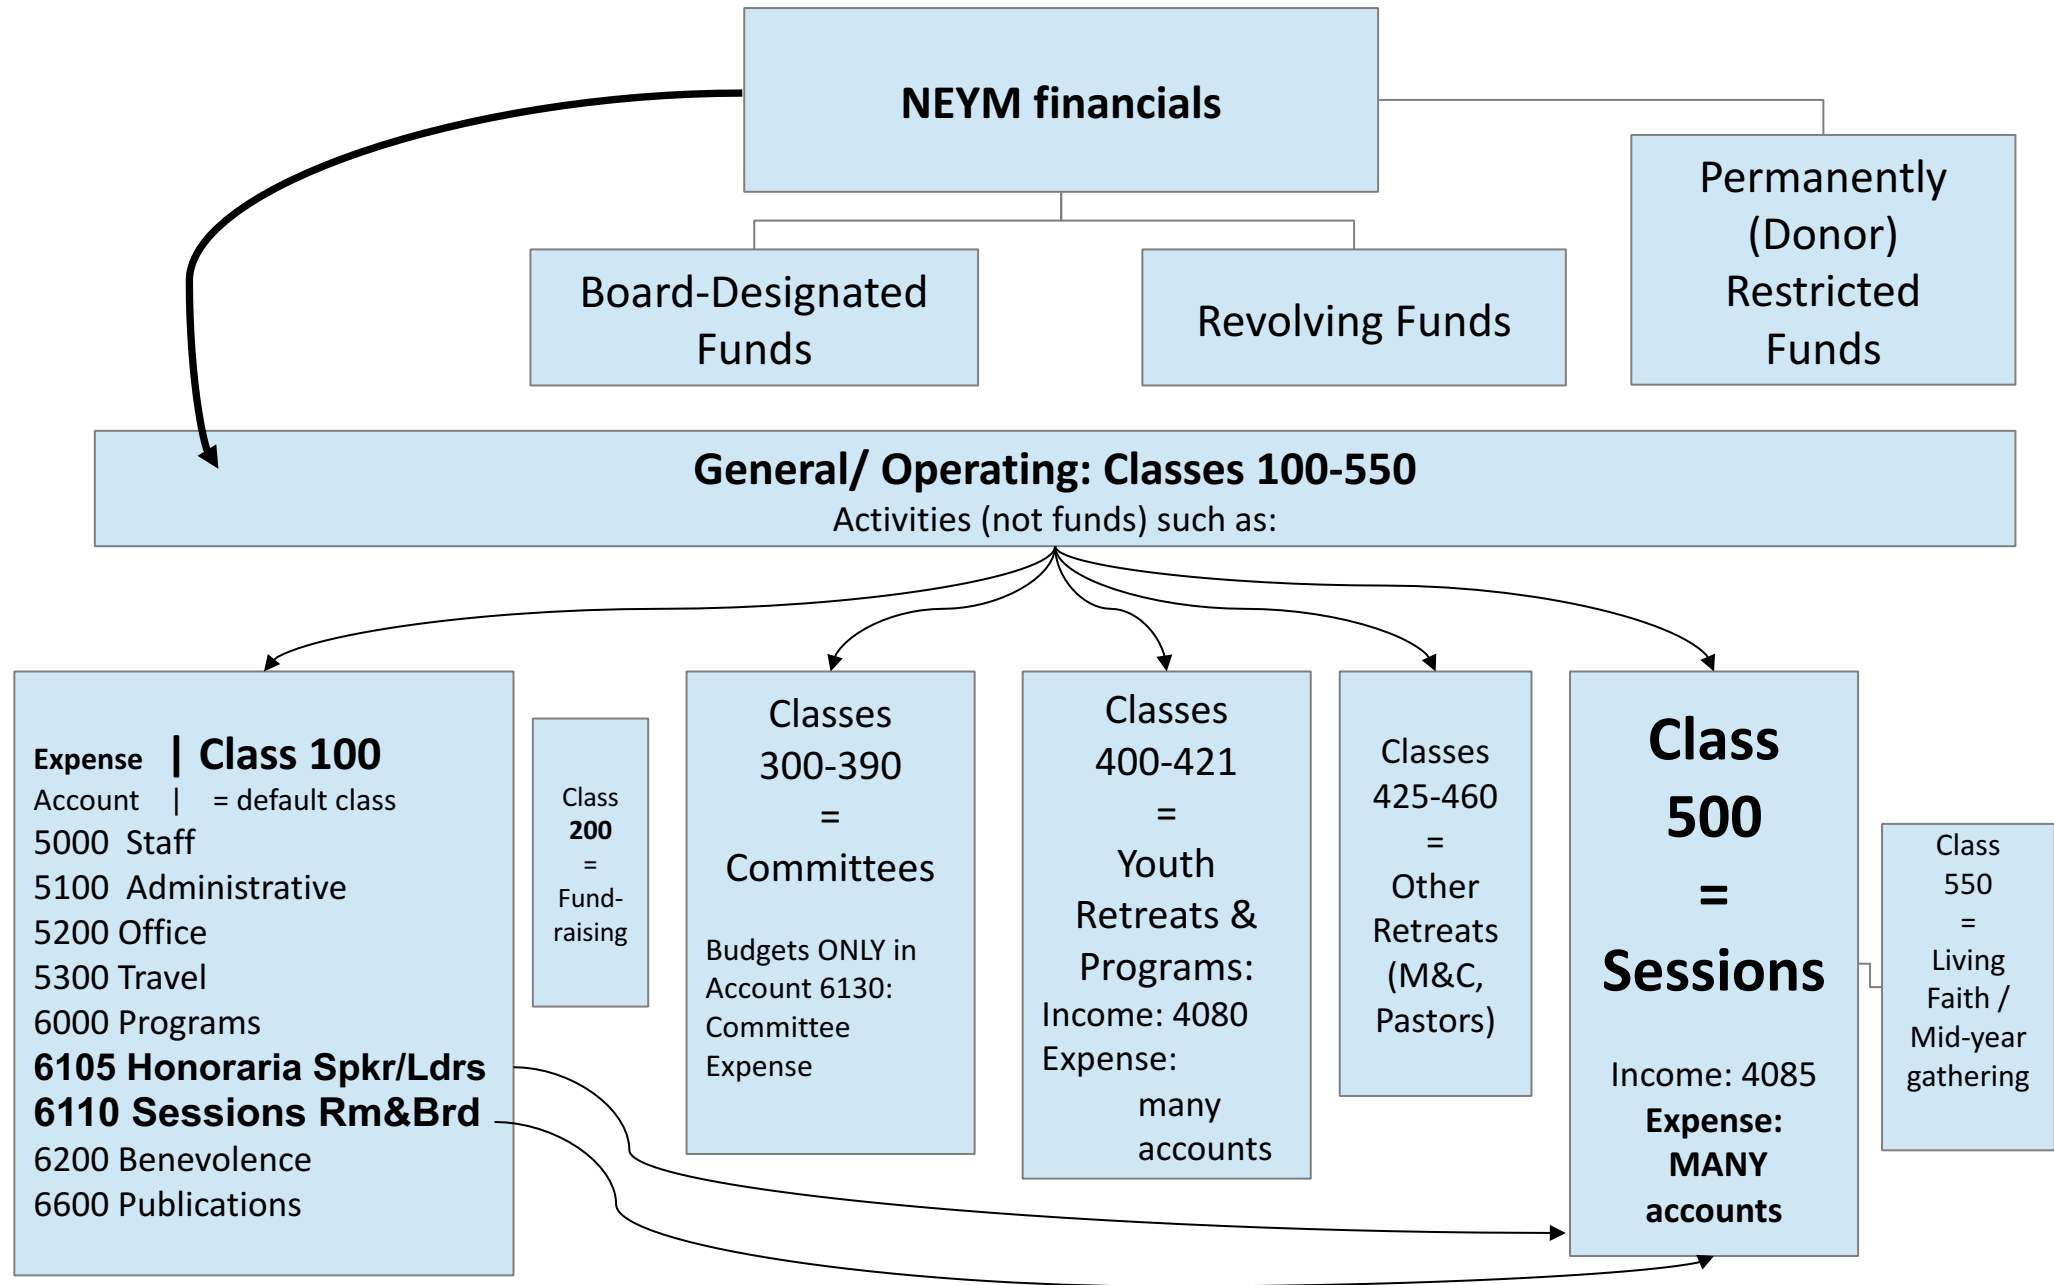 NEYM financials
Permanently
(Donor)
Restricted
Funds
Board-Designated
Funds
Revolving Funds
General/ Operating: Classes 100-550
Activities (not funds) such as:
Expense | Class 100
Account | = default class
5000 Staff
5100 Administrative
5200 Office
5300 Travel
6000 Programs
6105 Honoraria Spkr/Ldrs
6110 Sessions Rm&Brd
6200 Benevolence
6600 Publications
Class
200
=
Fund-
raising
Classes
300-390
=
Committees
Budgets ONLY in
Account 6130:
Committee
Expense
Classes
400-421
=
Youth
Retreats &
Programs:
Income: 4080
Expense:
many
accounts
Classes
425-460
=
Other
Retreats
(M&C,
Pastors)
Class
500
=
Sessions
Income: 4085
Expense:
MANY
accounts
Class
550
=
Living
Faith /
Mid-year
gathering